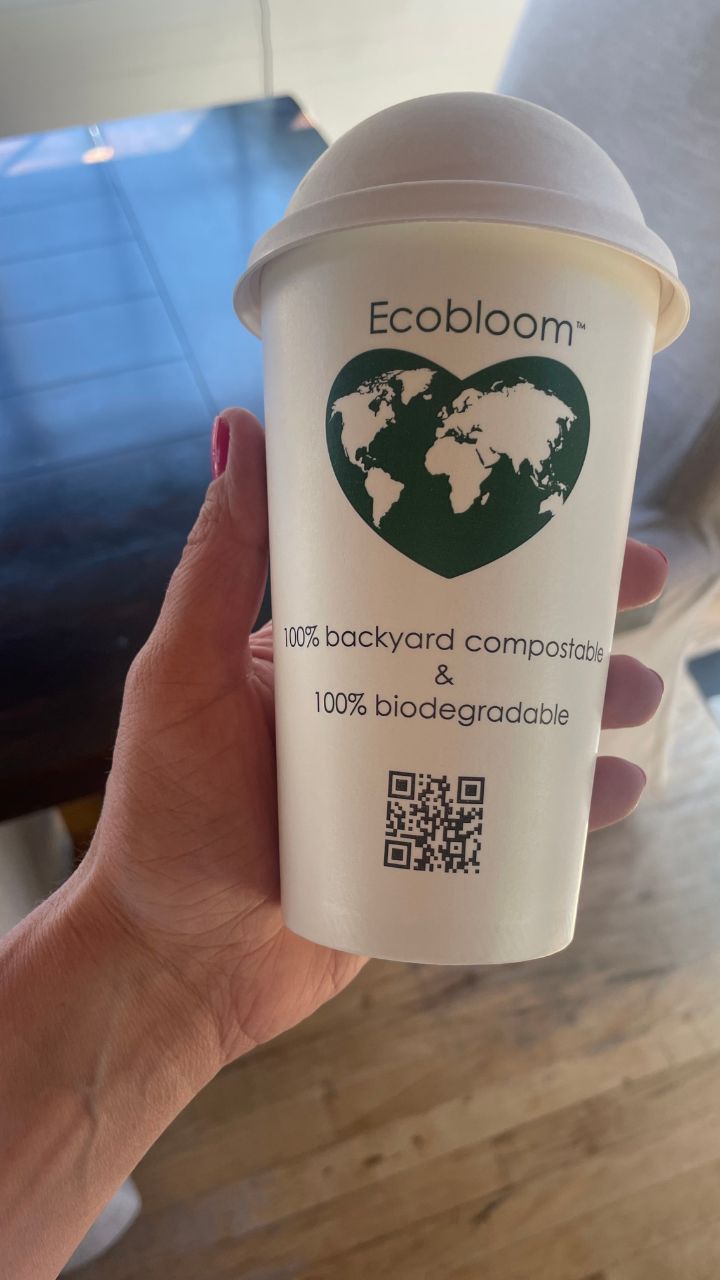 Ecobloom™
100% backyard compostable
&
100% biodegradable